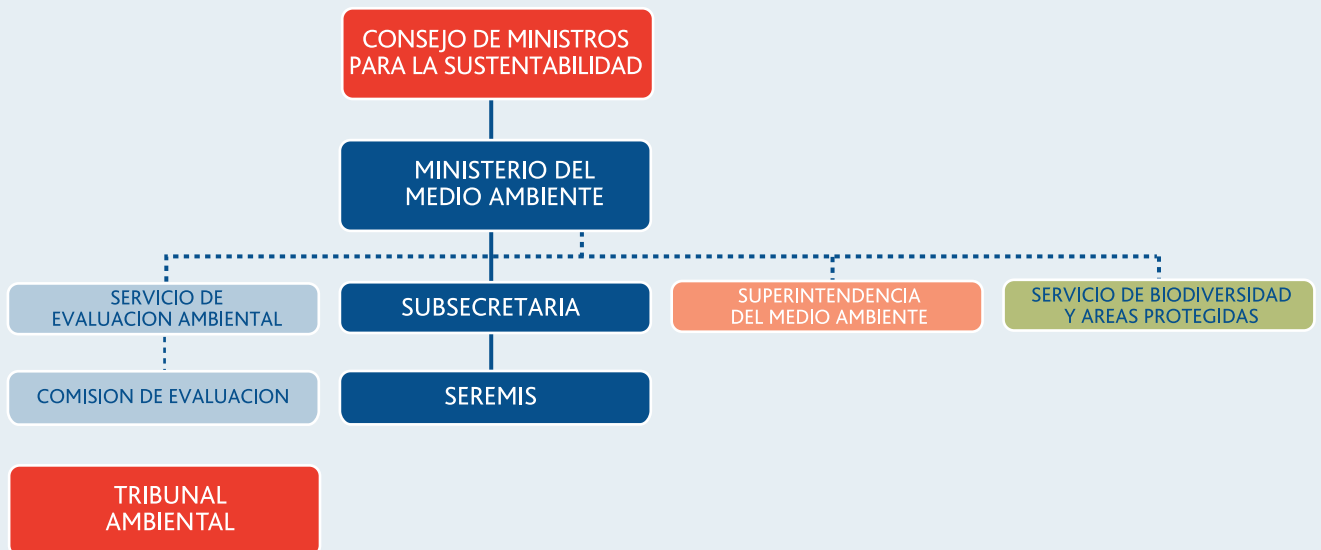 CONSEJO DE MINISTROS
PARA LA SUSTENTABILIDAD
MINISTERIO DEL
MEDIO AMBIENTE
SERVICIO DE
EVALUACION AMBIENTAL
SUBSECRETARIA
SUPERINTENDENCIA
DEL MEDIO AMBIENTE
SERVICIO DE BIODIVERSIDAD
Y AREAS PROTEGIDAS
COMISION DE EVALUACION
SEREMIS
TRIBUNAL
AMBIENTAL